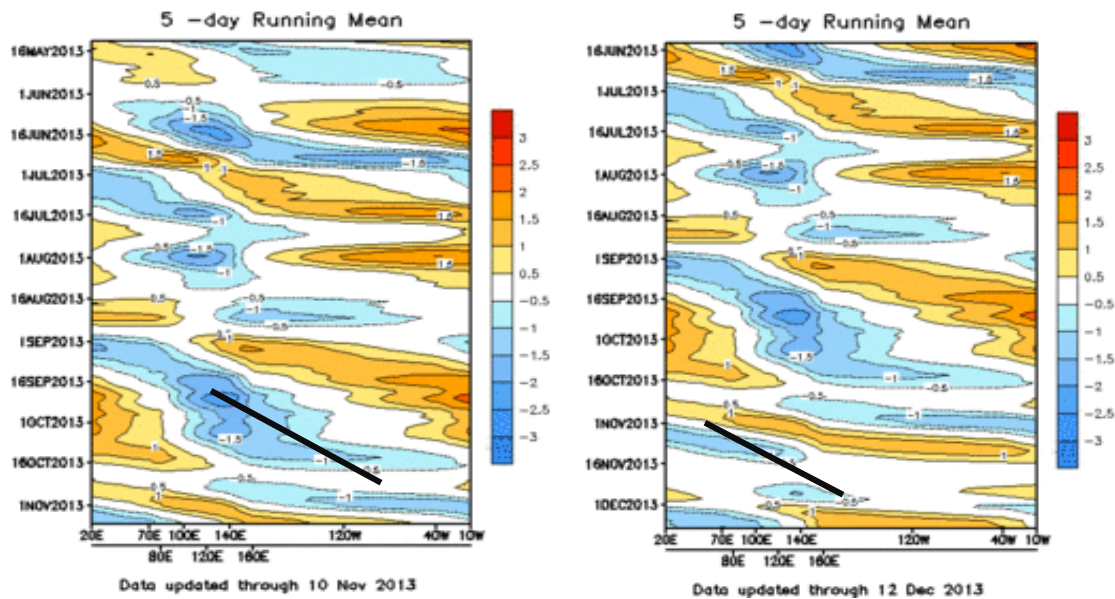 5 -day Running Mean
16MAY2013
1JUN2013
16JUN2013
1JUL2013
16JUL2013
1AUG2013
16AUG2013
1SEP2013
16SEP2013
1OCT2013
16OCT2013
1NOV2013
20E 70E 100E 140E 120W 40W 10W
80E 120E 160E
3
2.5
2
1.5
1
0.5
-0.5
-1
-1.5
-2
-2.5
-3
Data updated through 10 Nov 2013
5 -day Running Mean
16JUN2013
1JUL2013
16JUL2013
1AUG2013
16AUG2013
1SEP2013
16SEP2013
1OCT2013
16OCT2013
1NOV2013
16NOV2013
1DEC2013
20E 70E 100E 140E 120W 40W 10W
80E 120E 160E
3
2.5
2
1.5
1
0.5
-0.5
-1
-1.5
-2
-2.5
-3
Data updated through 12 Dec 2013